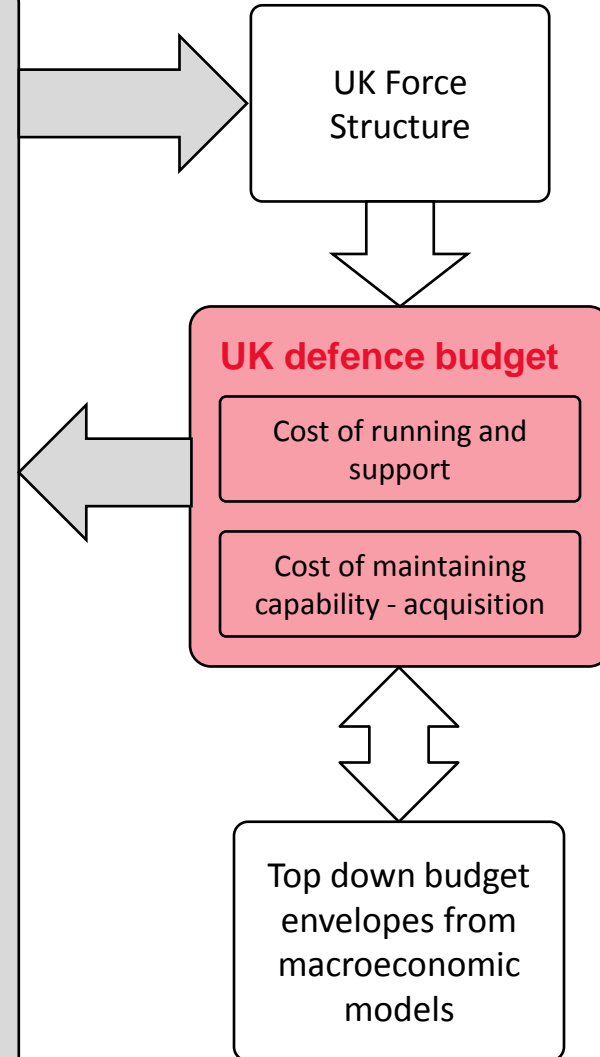 UK Force
Structure
UK defence budget
Cost of running and
support
Cost of maintaining
capability - acquisition
Top down budget
envelopes from
macroeconomic
models